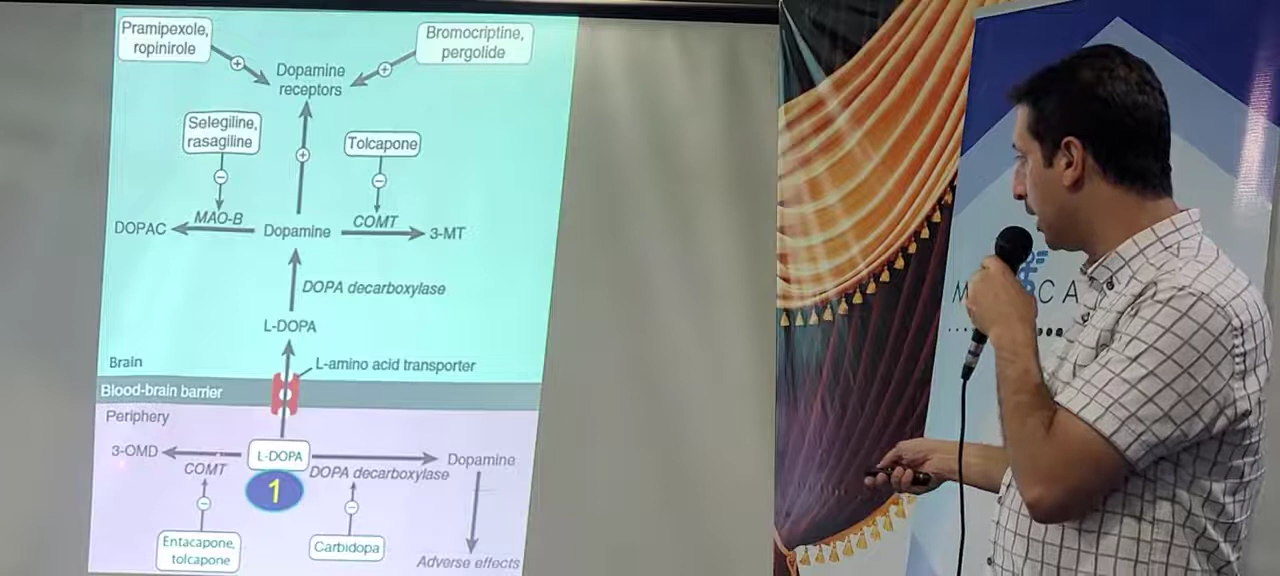 Pramipexole,
ropinirole
Bromocriptine,
pergolide
+
+
Dopamine
receptors
Selegiline,
rasagiline
+
Tolcapone
−
−
MAO-B
COMT
DOPAC
Dopamine
3-MT
DOPA decarboxylase
L-DOPA
Brain
L-amino acid transporter
Blood-brain barrier
Periphery
3-OMD
L-DOPA
Dopamine
COMT
DOPA decarboxylase
1
−
−
Entacapone,
tolcapone
Carbidopa
Adverse effects